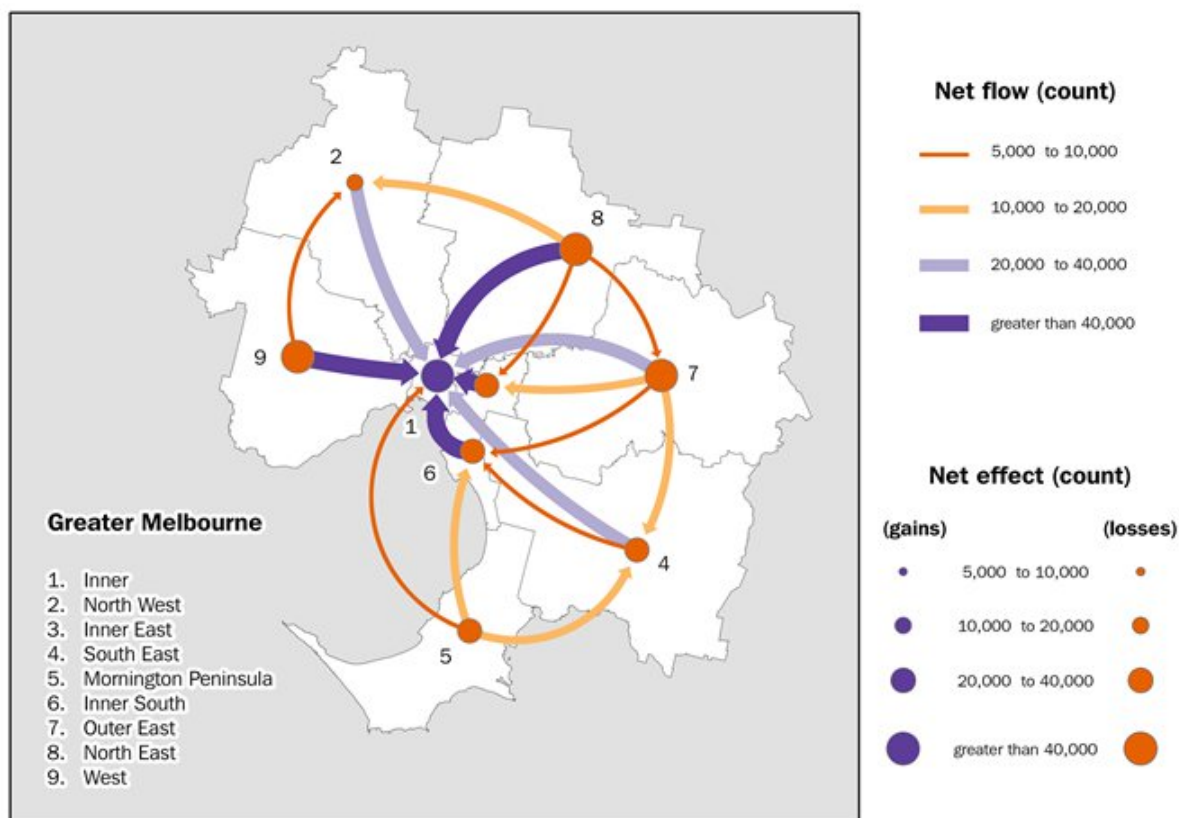 2
8
9
7
1
6
4
5
Greater Melbourne
1. Inner
2. North West
3. Inner East
4. South East
5. Mornington Peninsula
6. Inner South
7. Outer East
8. North East
9. West
Net flow (count)
5,000 to 10,000
10,000 to 20,000
20,000 to 40,000
greater than 40,000
Net effect (count)
(gains) (losses)
5,000 to 10,000
10,000 to 20,000
20,000 to 40,000
greater than 40,000